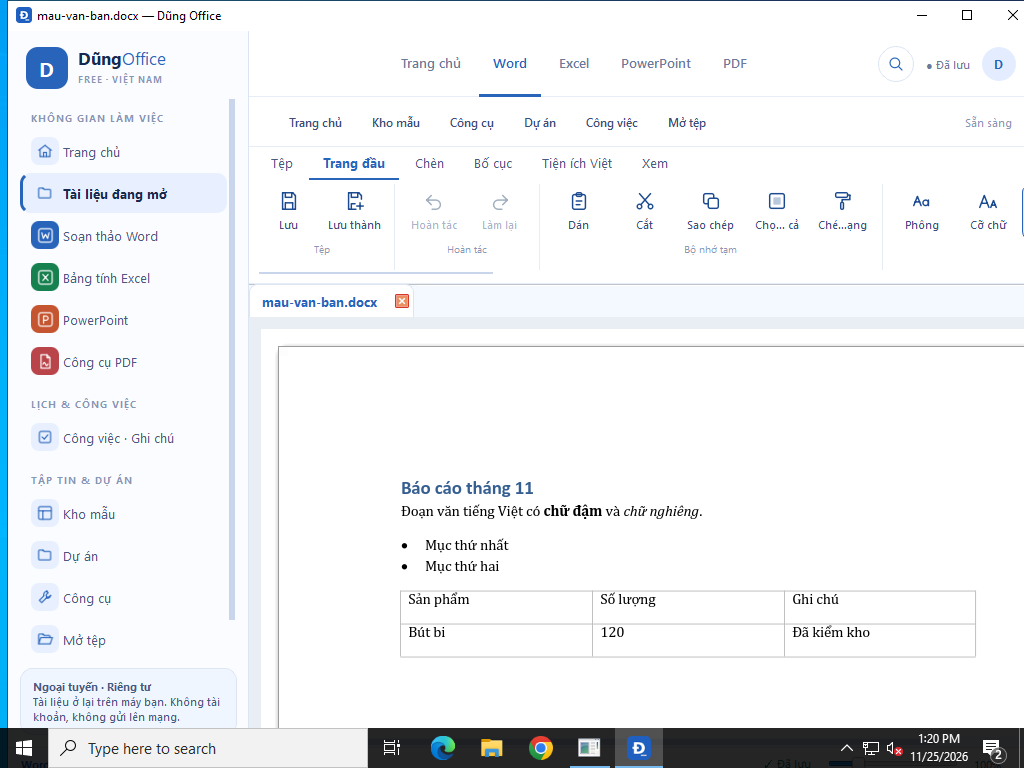 mau-van-ban.docx — Dũng Office
D
DũngOffice
FREE · VIỆT NAM
Trang chủ
Word
Excel
PowerPoint
PDF
Đã lưu
D
KHÔNG GIAN LÀM VIỆC
Trang chủ
Tài liệu đang mở
Soạn thảo Word
Bảng tính Excel
PowerPoint
Công cụ PDF
LỊCH & CÔNG VIỆC
Công việc · Ghi chú
TẬP TIN & DỰ ÁN
Kho mẫu
Dự án
Công cụ
Mở tệp
Ngoại tuyến · Riêng tư
Tài liệu ở lại trên máy bạn. Không tài
khoản, không gửi lên mạng.
Trang chủ
Kho mẫu
Công cụ
Dự án
Công việc
Mở tệp
Sẵn sàng
Tệp
Trang đầu
Chèn
Bố cục
Tiện ích Việt
Xem
Lưu
Lưu thành
Hoàn tác
Làm lại
Dán
Cắt
Sao chép
Chọ... cả
Ché...ạng
Phông
Cỡ chữ
Tệp
Hoàn tác
Bộ nhớ tạm
mau-van-ban.docx
Báo cáo tháng 11
Đoạn văn tiếng Việt có chữ đậm và chữ nghiêng.
• Mục thứ nhất
• Mục thứ hai
Sản phẩm
Số lượng
Ghi chú
Bút bi
120
Đã kiểm kho
Type here to search
1:20 PM
11/25/2026
2